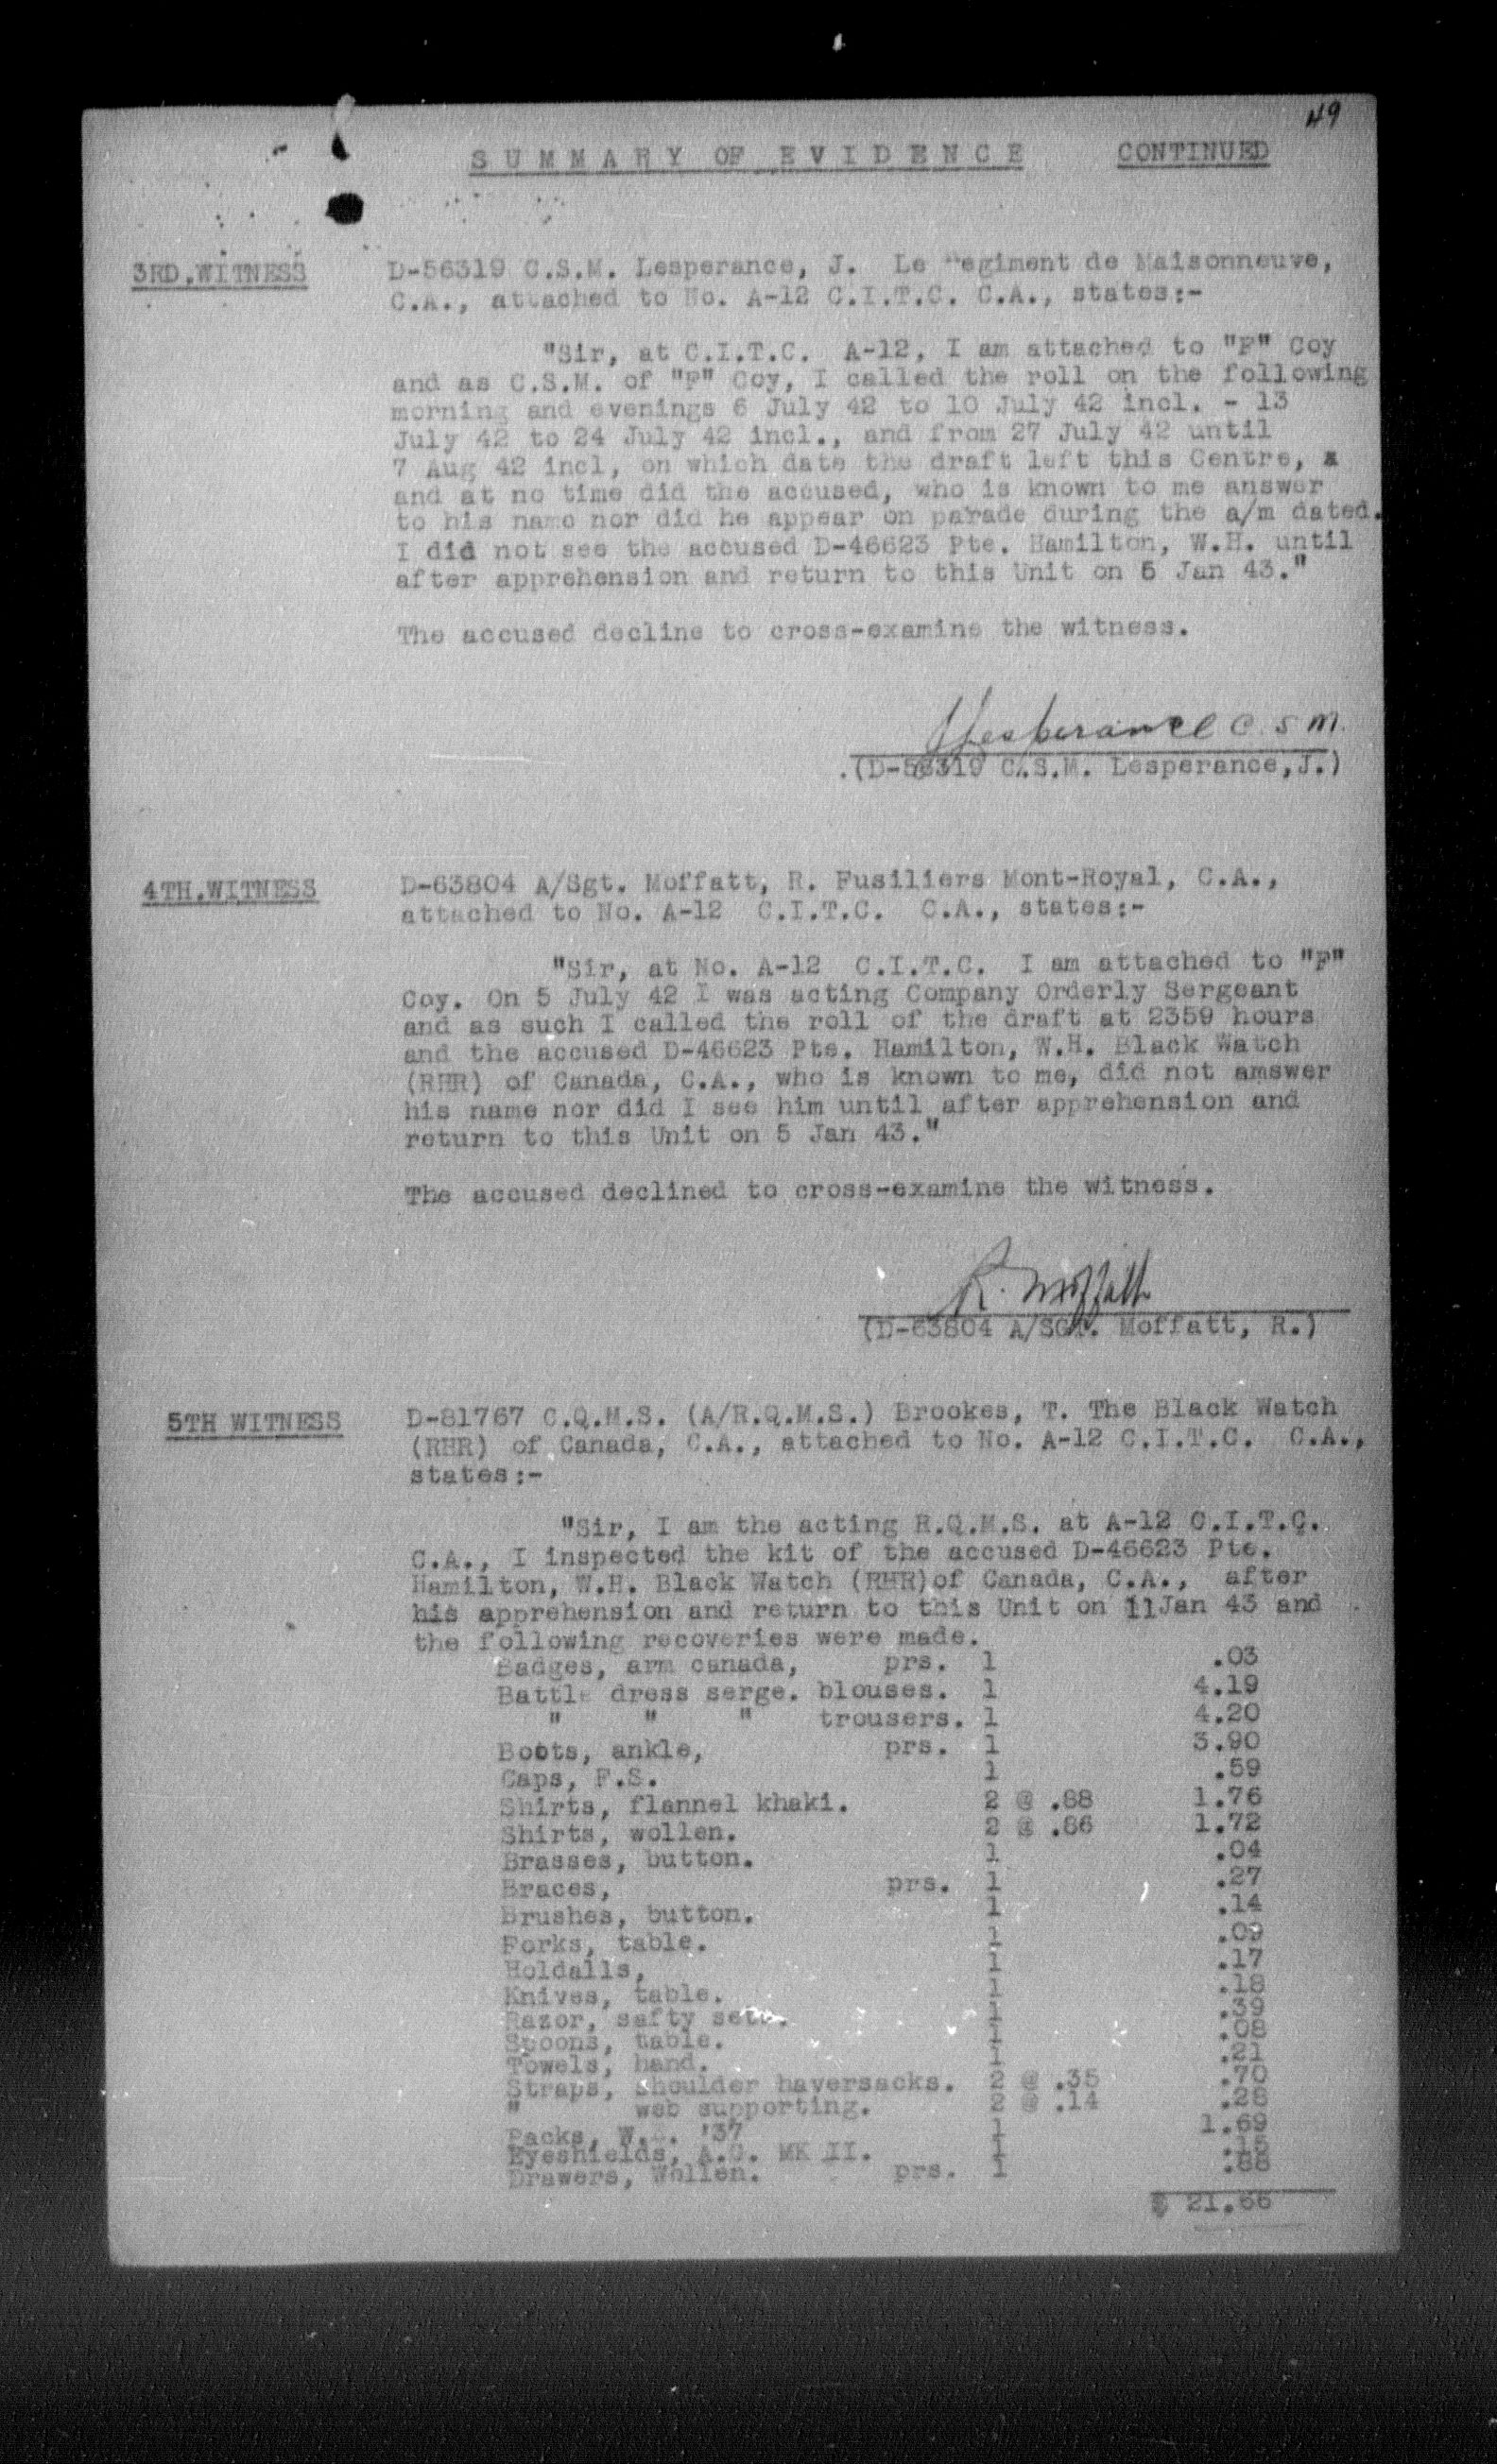 49
SUMMARY OF EVIDENCE CONTINUED
3RD.WITNESS D-56319 C.S.M. Lesperance, J. Le Regiment de Maisonneuve,
C.A., attached to No. A-12 C.I.T.C. C.A., states:-
"Sir, at C.I.T.C. A-12, I am attached to "F" Coy
and as C.S.M. of "F" Coy, I called the roll on the following
morning and evenings 6 July 42 to 10 July 42 incl. - 13
July 42 to 24 July 42 incl., and from 27 July 42 until
7 Aug 42 incl, on which date the draft left this Centre,
and at no time did the accused, who is known to me answer
to his name nor did he appear on parade during the a/m dated.
I did not see the accused D-46623 Pte. Hamilton, W.H. until
after apprehension and return to this Unit on 5 Jan 43."
The accused decline to cross-examine the witness.
JLesperance C.S.M.
(D-56319 C.S.M. Lesperance,J.)
4TH.WITNESS D-63804 A/Sgt. Moffatt, R. Fusiliers Mont-Royal, C.A.,
attached to No. A-12 C.I.T.C. C.A., states:-
"Sir, at No. A-12 C.I.T.C. I am attached to "F"
Coy. On 5 July 42 I was acting Company Orderly Sergeant
and as such I called the roll of the draft at 2359 hours
and the accused D-46623 Pte. Hamilton, W.H. Black Watch
(RHR) of Canada, C.A., who is known to me, did not amswer
his name nor did I see him until after apprehension and
return to this Unit on 5 Jan 43."
The accused declined to cross-examine the witness.
R. Moffatt
(D-63804 A/SGT. Moffatt, R.)
5TH WITNESS D-81767 C.Q.M.S. (A/R.Q.M.S.) Brookes, T. The Black Watch
(RHR) of Canada, C.A., attached to No. A-12 C.I.T.C. C.A.,
states:-
"Sir, I am the acting R.Q.M.S. at A-12 C.I.T.C.
C.A., I inspected the kit of the accused D-46623 Pte.
Hamilton, W.H. Black Watch (RHR)of Canada, C.A., after
his apprehension and return to this Unit on 11Jan 43 and
the following recoveries were made.
Badges, arm canada, prs. 1 .03
Battle dress serge. blouses. 1 4.19
" " " trousers. 1 4.20
Boots, ankle, prs. 1 3.90
Caps, F.S. 1 .59
Shirts, flannel khaki. 2 @ .88 1.76
Shirts, wollen. 2 @ .86 1.72
Brasses, button. 1 .04
Braces, prs. 1 .27
Brushes, button. 1 .14
Forks, table. 1 .09
Holdalls, 1 .17
Knives, table. 1 .18
Razor, safty sets. 1 .39
Spoons, table. 1 .08
Towels, hand. 1 .21
Straps, shoulder haversacks. 2 @ .35 .70
" web supporting. 2 @ .14 .28
Packs, '37 1 1.69
Eyeshields, MK II. 1
Drawers, Wollen. prs. 1 .88
$ 21.66